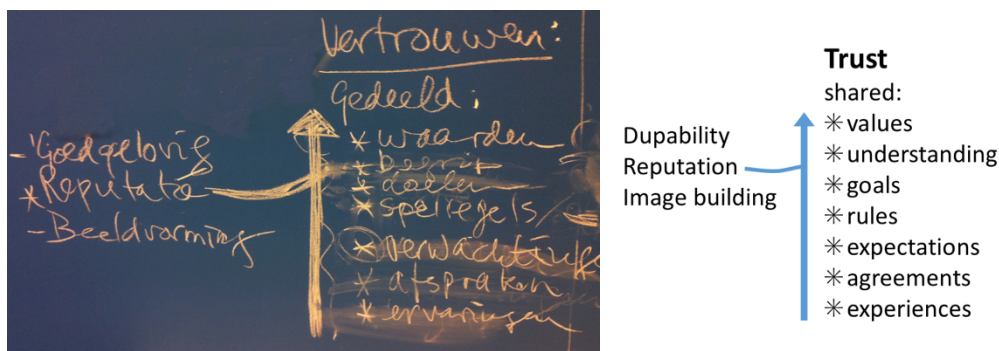 Vertrouwen:
Gedeeld:
* waarden
* begrip
* doelen
* spelregels
* verwachtingen
* afspraken
* ervaringen
- Goedgelovig
* Reputatie
- Beeldvorming
Trust
shared:
* values
* understanding
* goals
* rules
* expectations
* agreements
* experiences
Dupability
Reputation
Image building